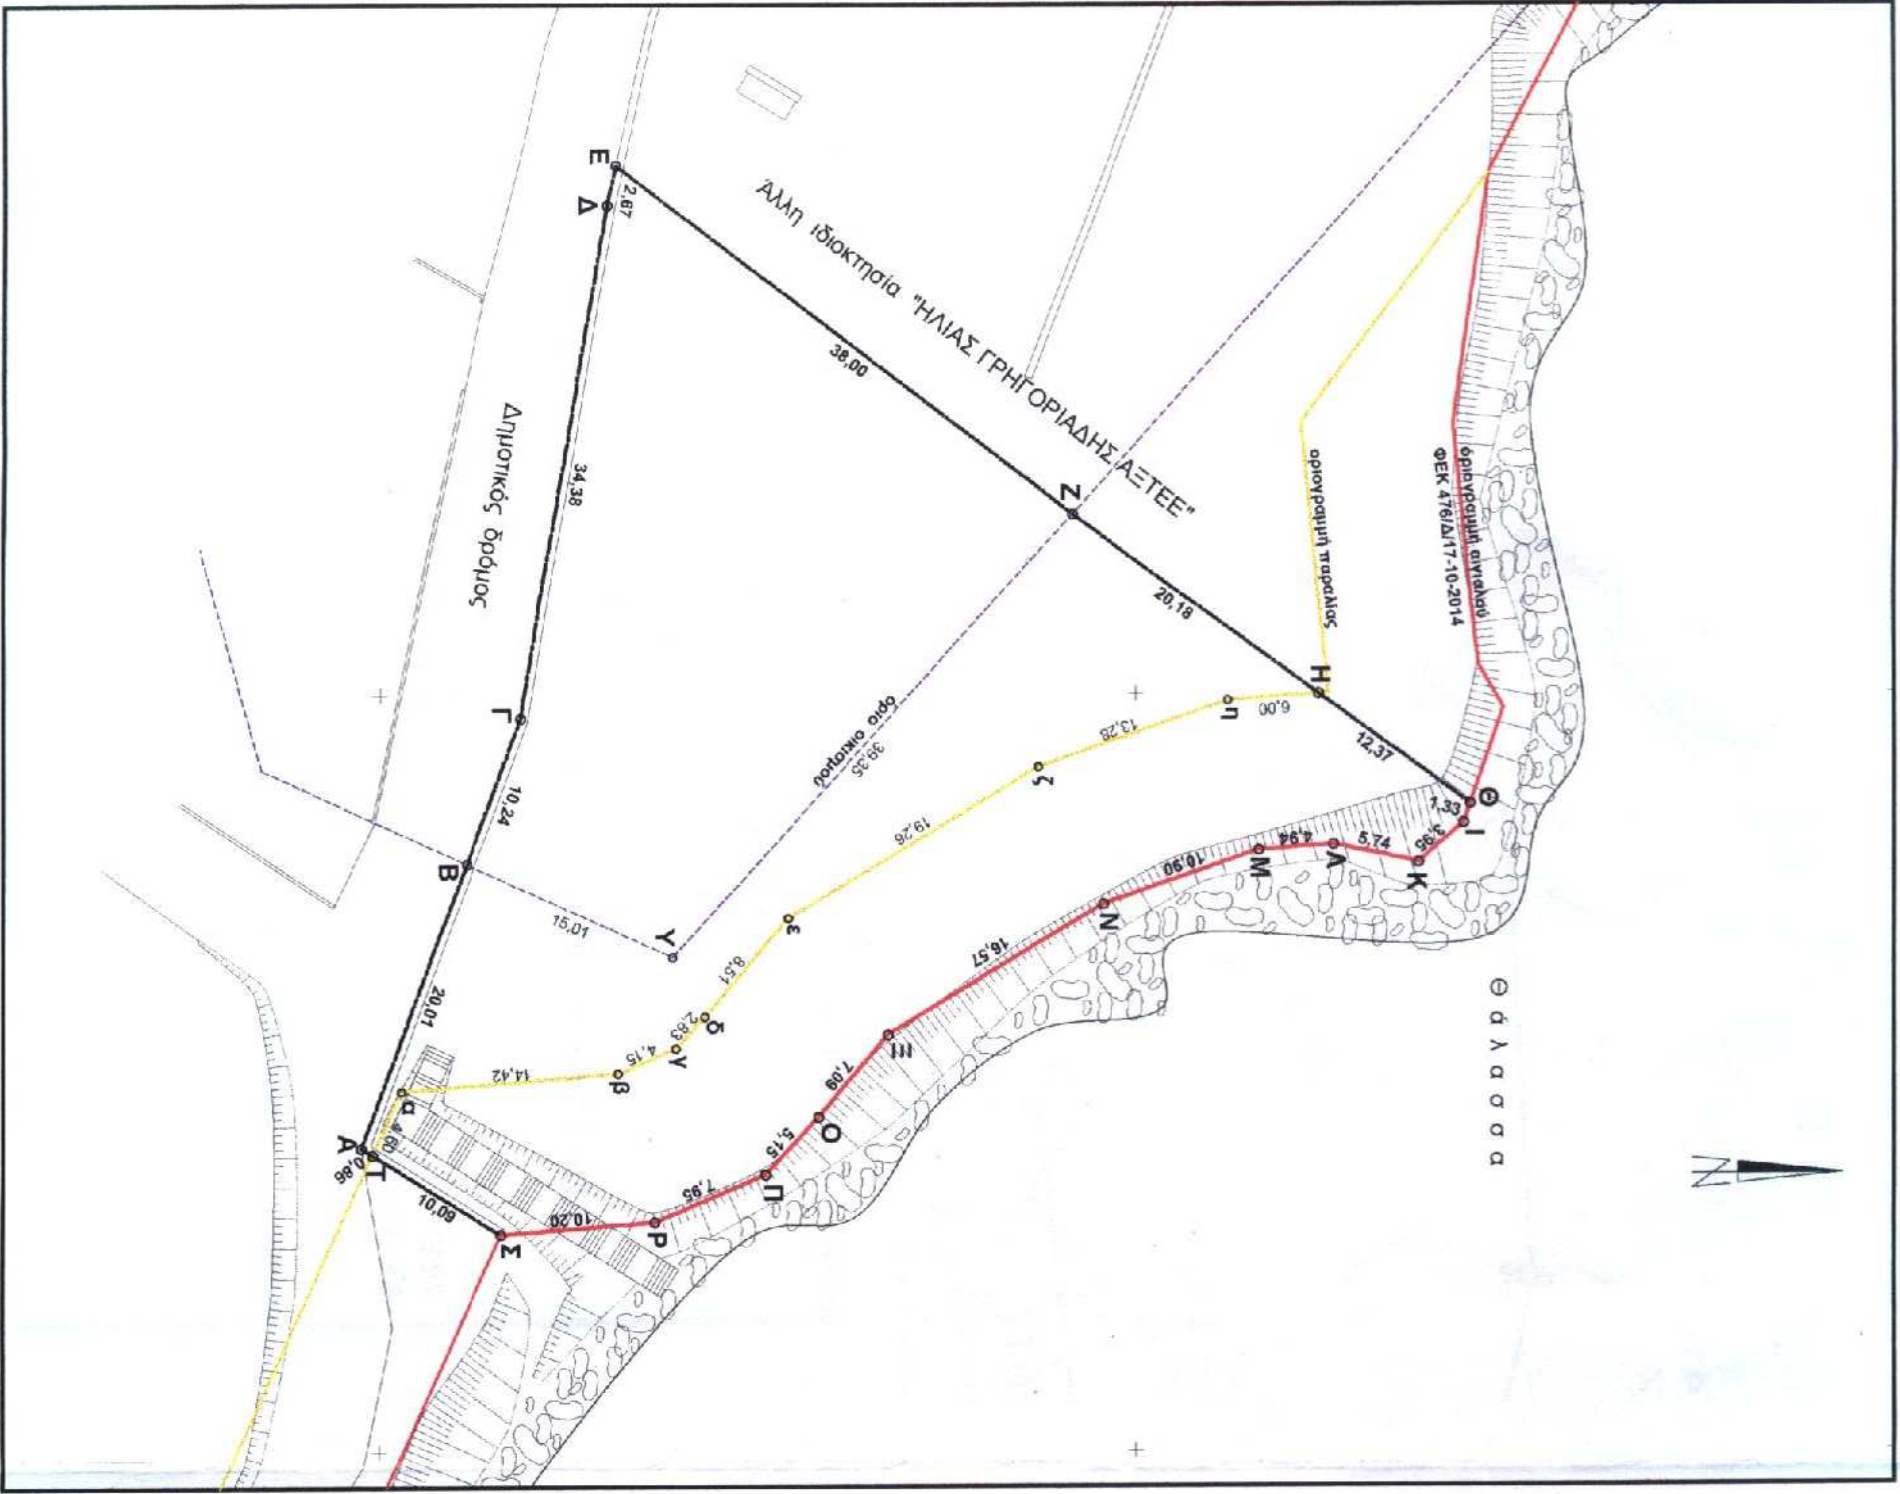 οριογραμμή αιγιαλού
ΦΕΚ 476/Δ/17-10-2014
οριογραμμή παραλίας
Άλλη ιδιοκτησία "ΗΛΙΑΣ ΓΡΗΓΟΡΙΑΔΗΣ ΑΞΤΕΕ"
Δημοτικός δρόμος
όριο οικισμού
39,35
Θάλασσα
Ε
2,67
Δ
34,38
Γ
10,24
Β
20,01
Α
0,86
Τ
10,09
Σ
10,20
Ρ
7,95
Π
5,15
Ο
7,09
Ξ
16,57
Ν
10,90
Μ
4,94
Λ
5,74
Κ
3,95
Ι
1,33
Θ
12,37
Η
20,18
Ζ
38,00
6,00
η
13,28
ζ
19,26
ε
8,51
δ
2,83
γ
4,15
β
14,42
α
4,60
Υ
15,01